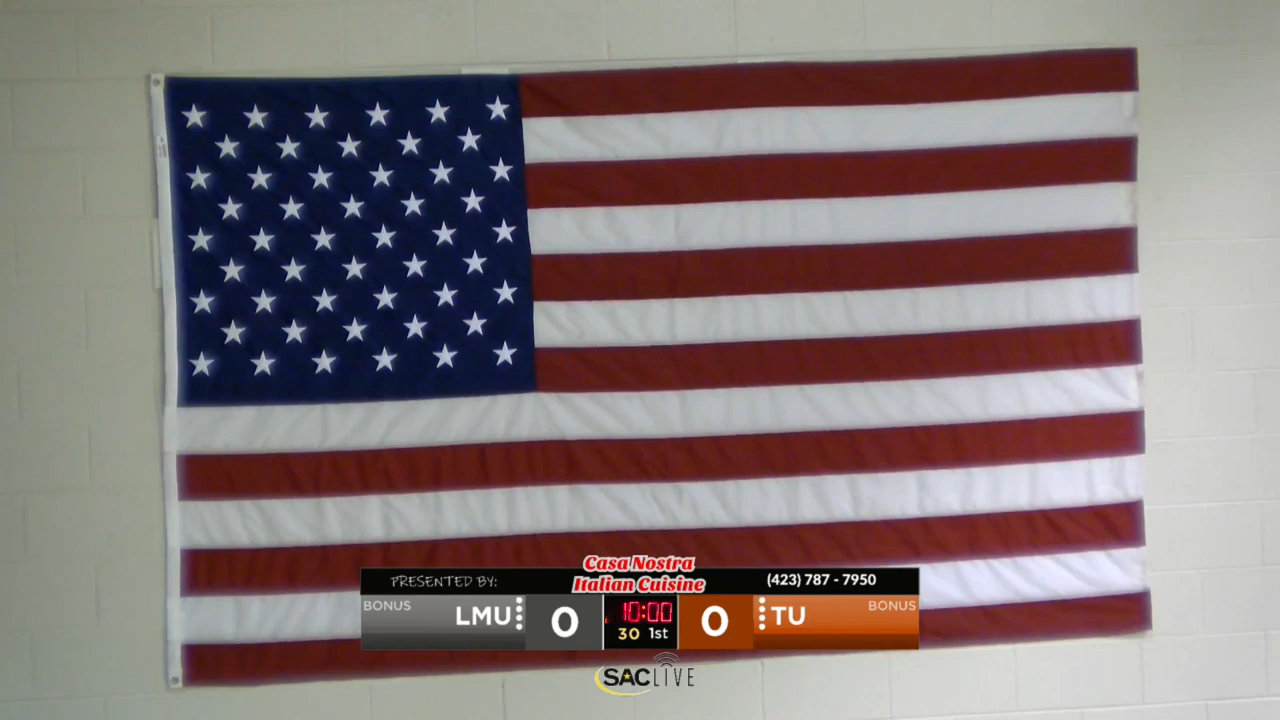 PRESENTED BY:
Casa Nostra
Italian Cuisine
(423) 787 - 7950
BONUS
LMU
0
10:00
30 1st
0
TU
BONUS
SACLIVE